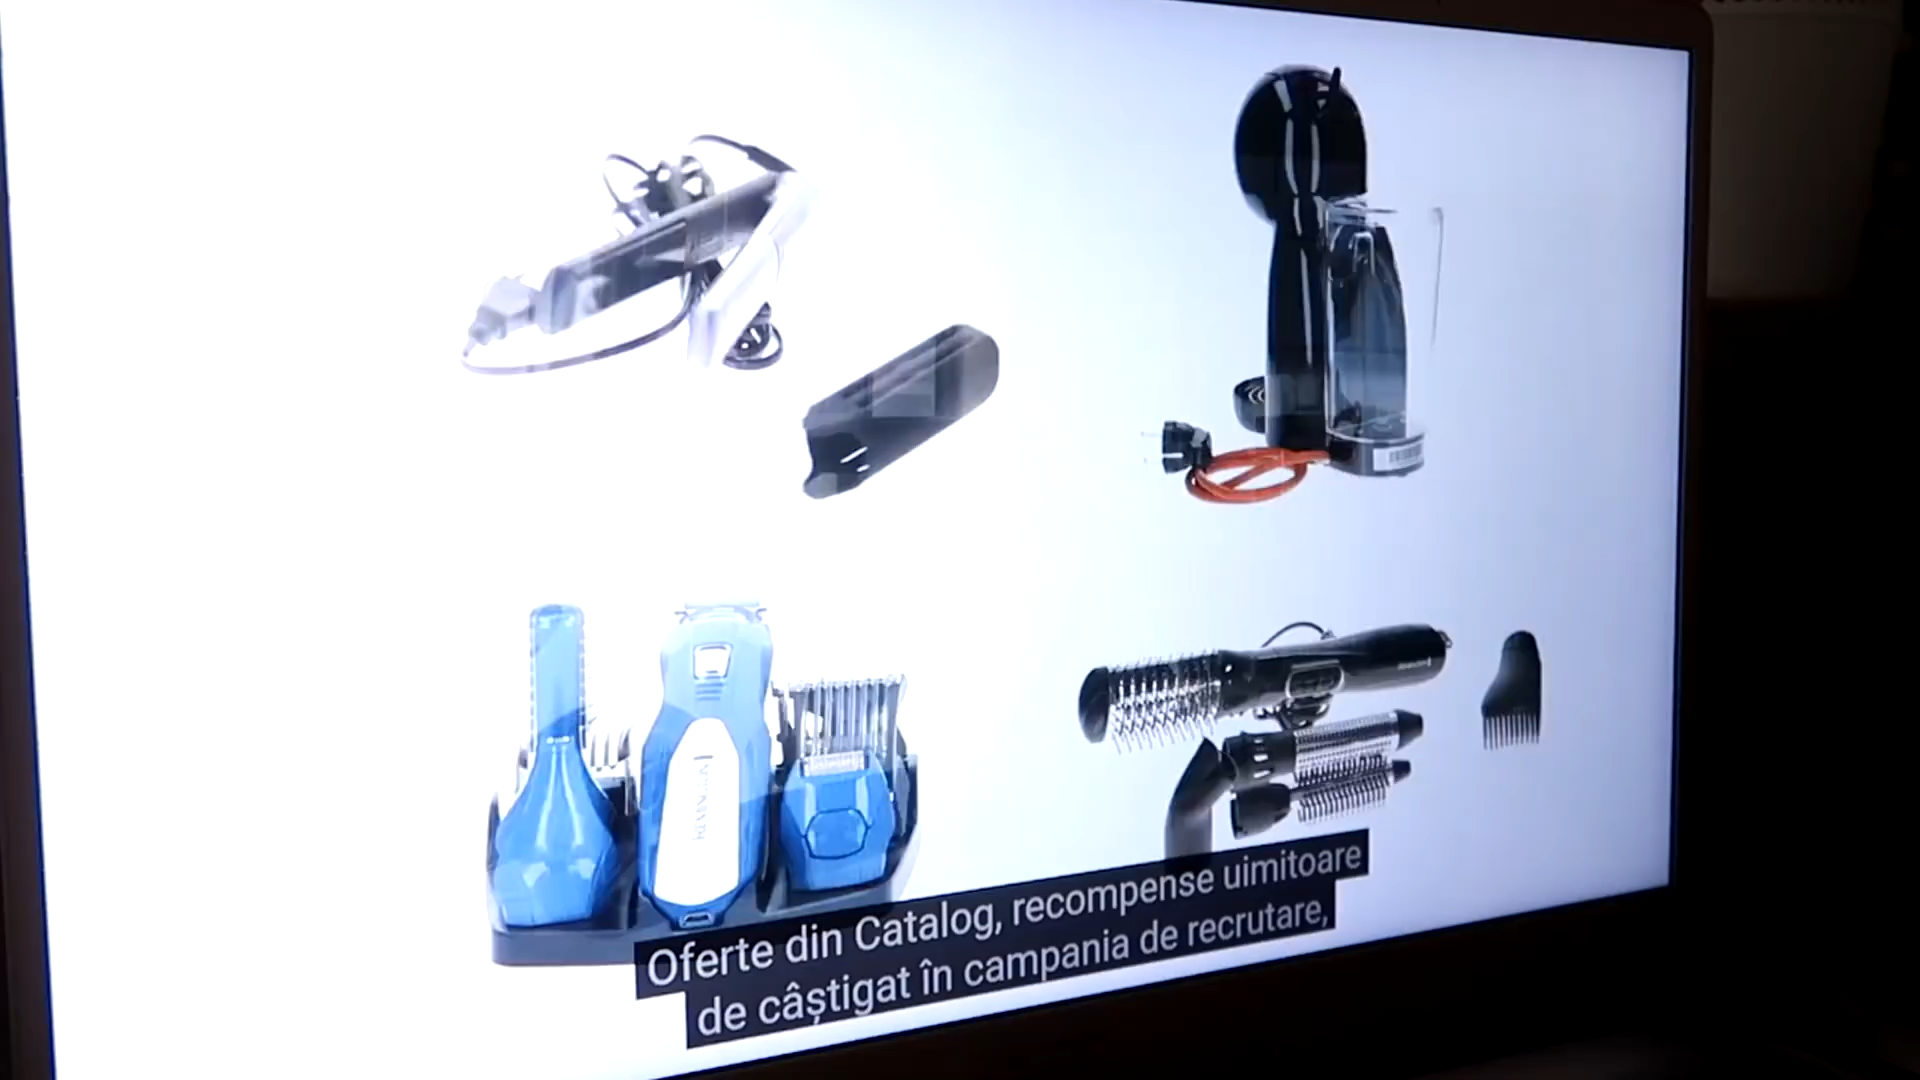 Oferte din Catalog, recompense uimitoare
de câștigat în campania de recrutare,